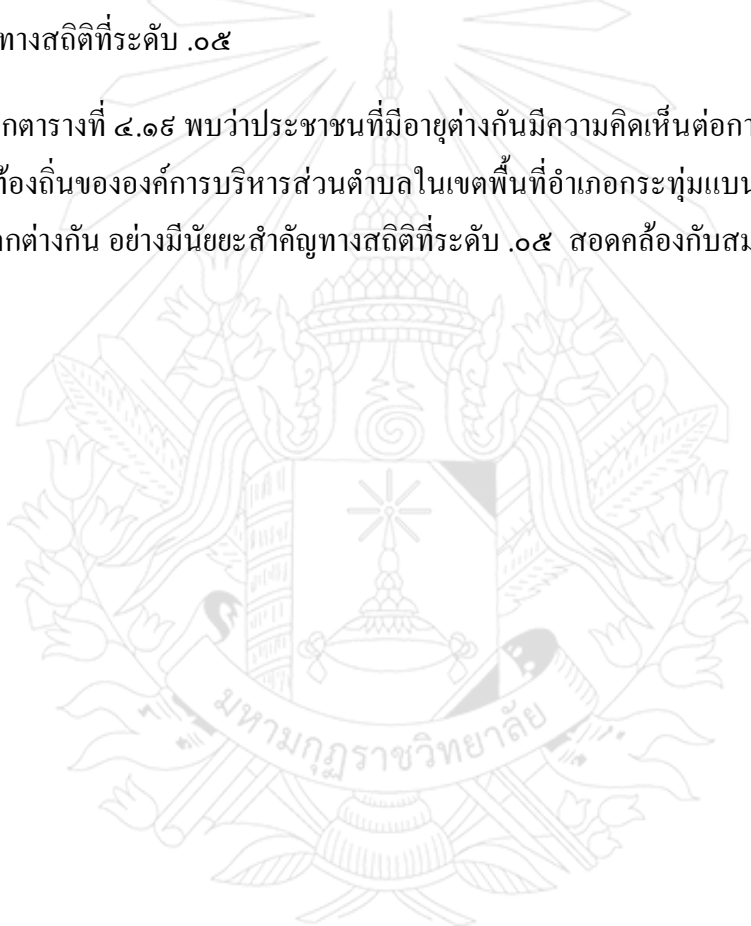 ทางสถิติที่ระดับ .๐๕
กตารางที่ ๔.๑๙ พบว่าประชาชนที่มีอายุต่างกันมีความคิดเห็นต่อกา
ท้องถิ่นขององค์การบริหารส่วนตำบลในเขตพื้นที่อำเภอกระทุ่มแบน
กต่างกัน อย่างมีนัยยะสำคัญทางสถิติที่ระดับ .๐๕ สอดคล้องกับสม
มหามกุฏราชวิทยาลัย